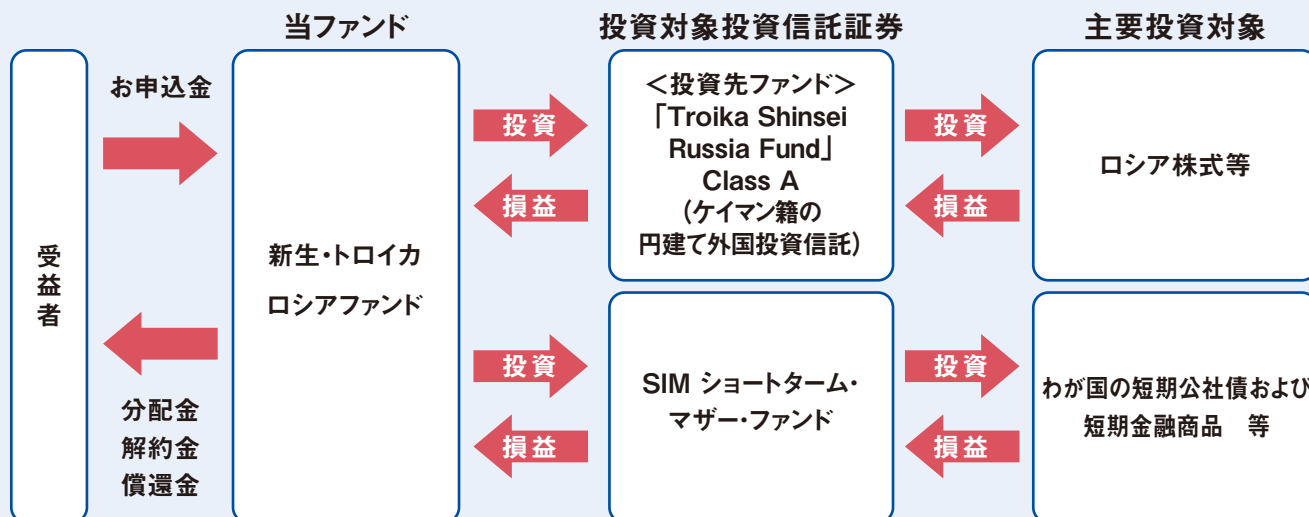 当ファンド
投資対象投資信託証券
主要投資対象
受益者
お申込金
分配金
解約金
償還金
新生・トロイカ
ロシアファンド
投資
損益
＜投資先ファンド＞
「Troika Shinsei
Russia Fund」
Class A
(ケイマン籍の
円建て外国投資信託)
投資
損益
ロシア株式等
投資
損益
SIM ショートターム・
マザー・ファンド
投資
損益
わが国の短期公社債および
短期金融商品　等